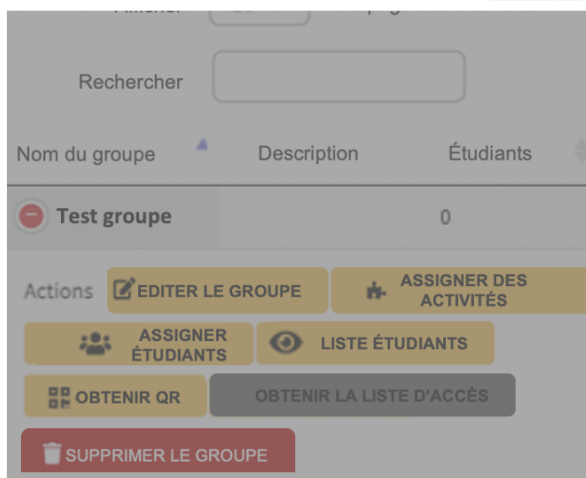 Rechercher
Nom du groupe Description Étudiants
Test groupe 0
Actions EDITER LE GROUPE ASSIGNER DES
ACTIVITÉS
ASSIGNER
ÉTUDIANTS LISTE ÉTUDIANTS
OBTENIR QR OBTENIR LA LISTE D'ACCÈS
SUPPRIMER LE GROUPE